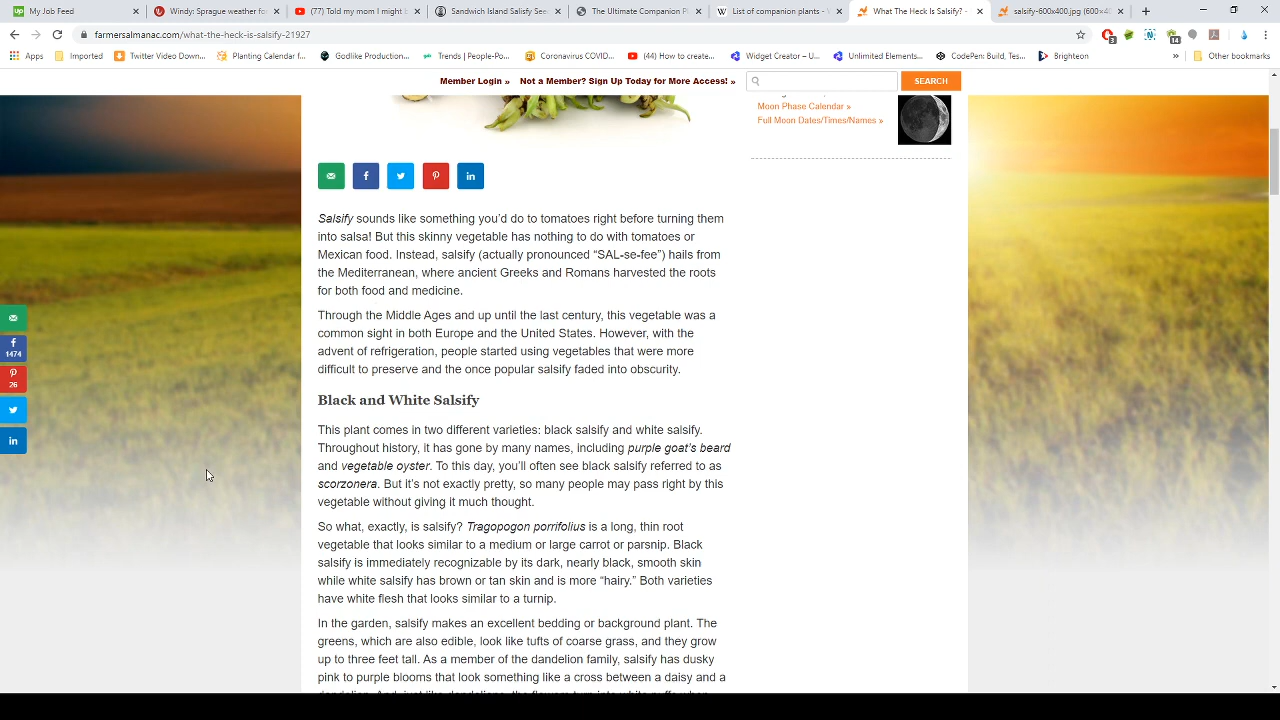 My Job Feed
Windy: Sprague weather fo
(77) Told my mom I might b
Sandwich Island Salsify See
The Ultimate Companion Pl
List of companion plants - W
What The Heck Is Salsify? -
salsify-600x400.jpg (600×40
farmersalmanac.com/what-the-heck-is-salsify-21927
Apps
Imported
Twitter Video Down...
Planting Calendar f...
Godlike Production...
Trends | People-Po...
Coronavirus COVID...
(44) How to create...
Widget Creator – U...
Unlimited Elements...
CodePen: Build, Tes...
Brighteon
»
Other bookmarks
Member Login »
Not a Member? Sign Up Today for More Access! »
SEARCH
Moon Phase Calendar »
Full Moon Dates/Times/Names »
Salsify sounds like something you’d do to tomatoes right before turning them
into salsa! But this skinny vegetable has nothing to do with tomatoes or
Mexican food. Instead, salsify (actually pronounced “SAL-se-fee”) hails from
the Mediterranean, where ancient Greeks and Romans harvested the roots
for both food and medicine.
Through the Middle Ages and up until the last century, this vegetable was a
common sight in both Europe and the United States. However, with the
advent of refrigeration, people started using vegetables that were more
difficult to preserve and the once popular salsify faded into obscurity.
1474
26
Black and White Salsify
This plant comes in two different varieties: black salsify and white salsify.
Throughout history, it has gone by many names, including purple goat’s beard
and vegetable oyster. To this day, you’ll often see black salsify referred to as
scorzonera. But it’s not exactly pretty, so many people may pass right by this
vegetable without giving it much thought.
So what, exactly, is salsify? Tragopogon porrifolius is a long, thin root
vegetable that looks similar to a medium or large carrot or parsnip. Black
salsify is immediately recognizable by its dark, nearly black, smooth skin
while white salsify has brown or tan skin and is more “hairy.” Both varieties
have white flesh that looks similar to a turnip.
In the garden, salsify makes an excellent bedding or background plant. The
greens, which are also edible, look like tufts of coarse grass, and they grow
up to three feet tall. As a member of the dandelion family, salsify has dusky
pink to purple blooms that look something like a cross between a daisy and a